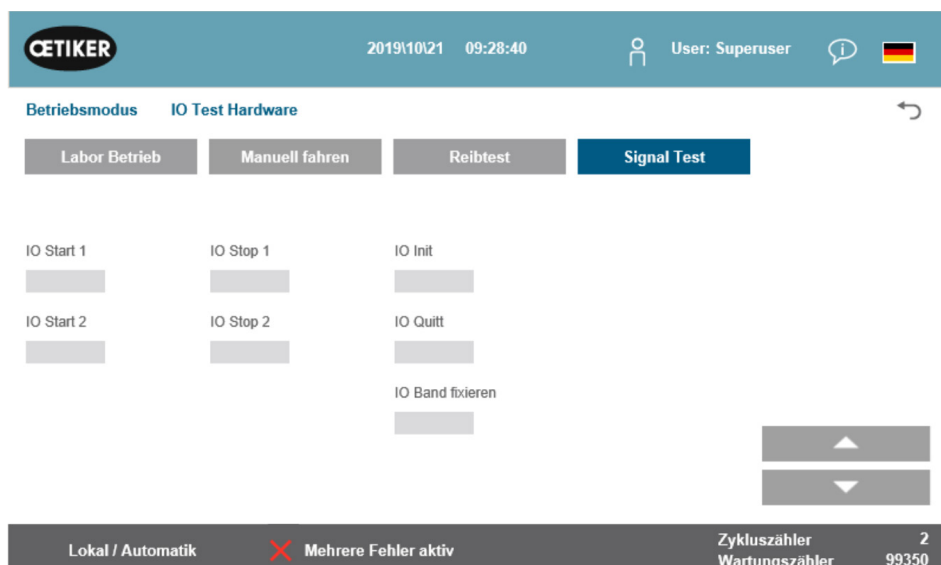 ŒTIKER 2019\10\21 09:28:40 User: Superuser
Betriebsmodus IO Test Hardware
Labor Betrieb Manuell fahren Reibtest Signal Test
IO Start 1 IO Stop 1 IO Init
IO Start 2 IO Stop 2 IO Quitt
IO Band fixieren
Lokal / Automatik Mehrere Fehler aktiv Zykluszähler 2
Wartungszähler 99350